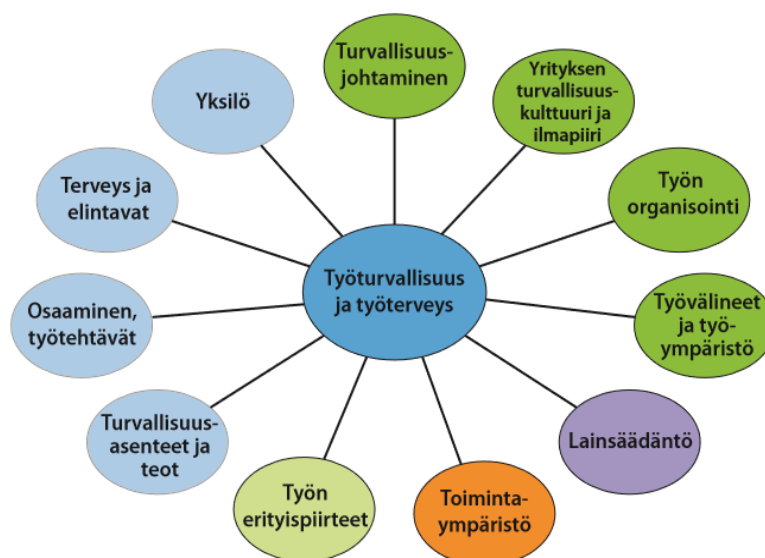 Turvallisuus-
johtaminen
Yrityksen
turvallisuus-
kulttuuri ja
ilmapiiri
Työn
organisointi
Työvälineet
ja työ-
ympäristö
Lainsäädäntö
Toiminta-
ympäristö
Työn
erityispiirteet
Turvallisuus-
asenteet ja
teot
Osaaminen,
työtehtävät
Terveys ja
elintavat
Yksilö
Työturvallisuus
ja työterveys